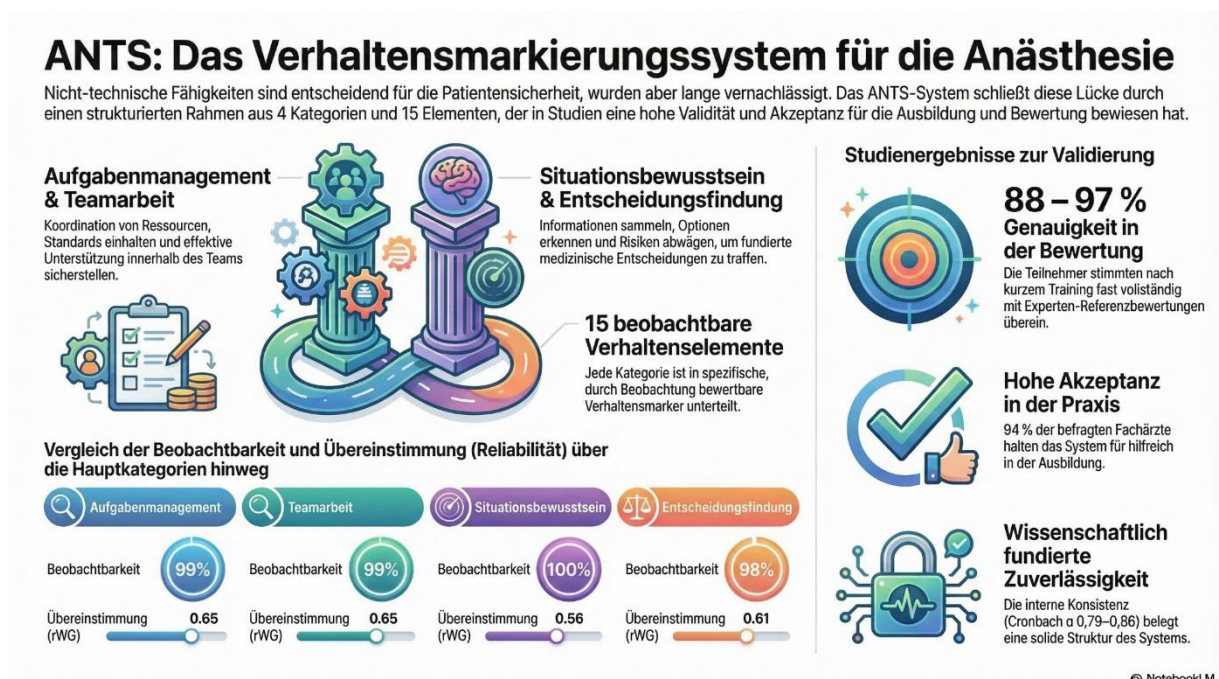 ANTS: Das Verhaltensmarkierungssystem für die Anästhesie
Nicht-technische Fähigkeiten sind entscheidend für die Patientensicherheit, wurden aber lange vernachlässigt. Das ANTS-System schließt diese Lücke durch
einen strukturierten Rahmen aus 4 Kategorien und 15 Elementen, der in Studien eine hohe Validität und Akzeptanz für die Ausbildung und Bewertung bewiesen hat.
Aufgabenmanagement
& Teamarbeit
Koordination von Ressourcen,
Standards einhalten und effektive
Unterstützung innerhalb des Teams
sicherstellen.
Situationsbewusstsein
& Entscheidungsfindung
Informationen sammeln, Optionen
erkennen und Risiken abwägen, um fundierte
medizinische Entscheidungen zu treffen.
15 beobachtbare
Verhaltenselemente
Jede Kategorie ist in spezifische,
durch Beobachtung bewertbare
Verhaltensmarker unterteilt.
Vergleich der Beobachtbarkeit und Übereinstimmung (Reliabilität) über
die Hauptkategorien hinweg
Aufgabenmanagement
Beobachtbarkeit 99%
Übereinstimmung 0.65
(rWG)
Teamarbeit
Beobachtbarkeit 99%
Übereinstimmung 0.65
(rWG)
Situationsbewusstsein
Beobachtbarkeit 100%
Übereinstimmung 0.56
(rWG)
Entscheidungsfindung
Beobachtbarkeit 98%
Übereinstimmung 0.61
(rWG)
Studienergebnisse zur Validierung
88 – 97 %
Genauigkeit in
der Bewertung
Die Teilnehmer stimmten nach
kurzem Training fast vollständig
mit Experten-Referenzbewertungen
überein.
Hohe Akzeptanz
in der Praxis
94 % der befragten Fachärzte
halten das System für hilfreich
in der Ausbildung.
Wissenschaftlich
fundierte
Zuverlässigkeit
Die interne Konsistenz
(Cronbach α 0,79–0,86) belegt
eine solide Struktur des Systems.
NotebookLM